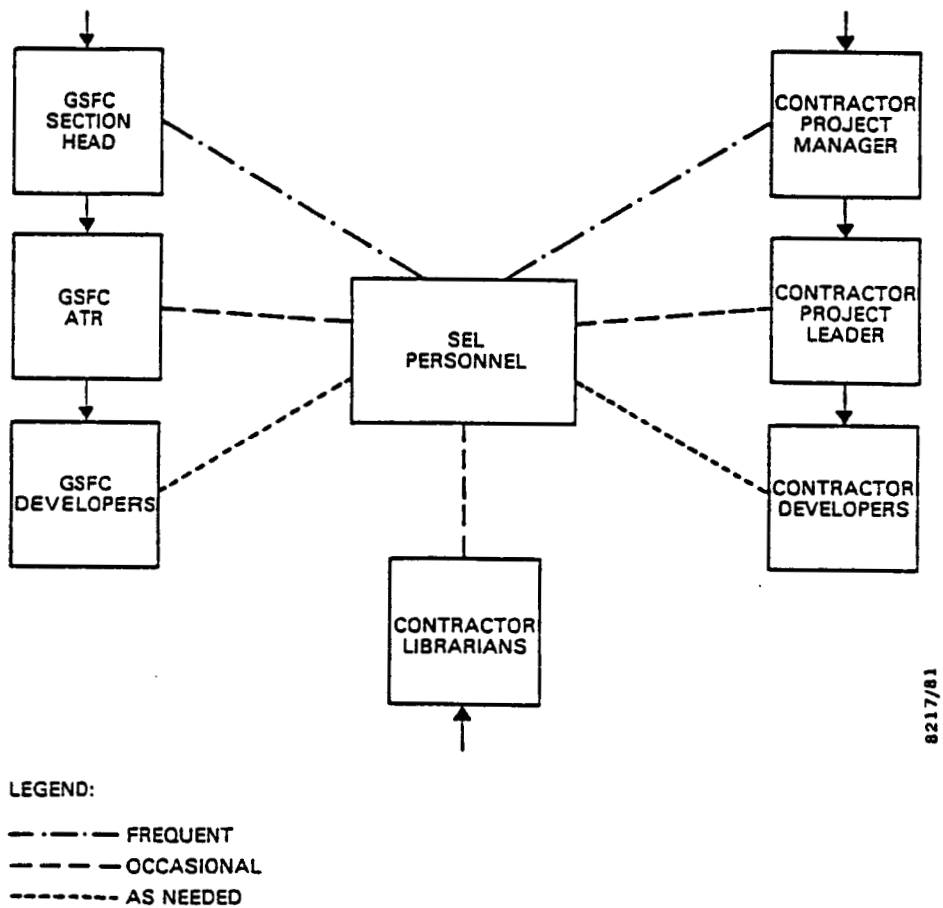 GSFC
SECTION
HEAD
CONTRACTOR
PROJECT
MANAGER
GSFC
ATR
SEL
PERSONNEL
CONTRACTOR
PROJECT
LEADER
GSFC
DEVELOPERS
CONTRACTOR
DEVELOPERS
CONTRACTOR
LIBRARIANS
8217/81
LEGEND:
FREQUENT
OCCASIONAL
AS NEEDED